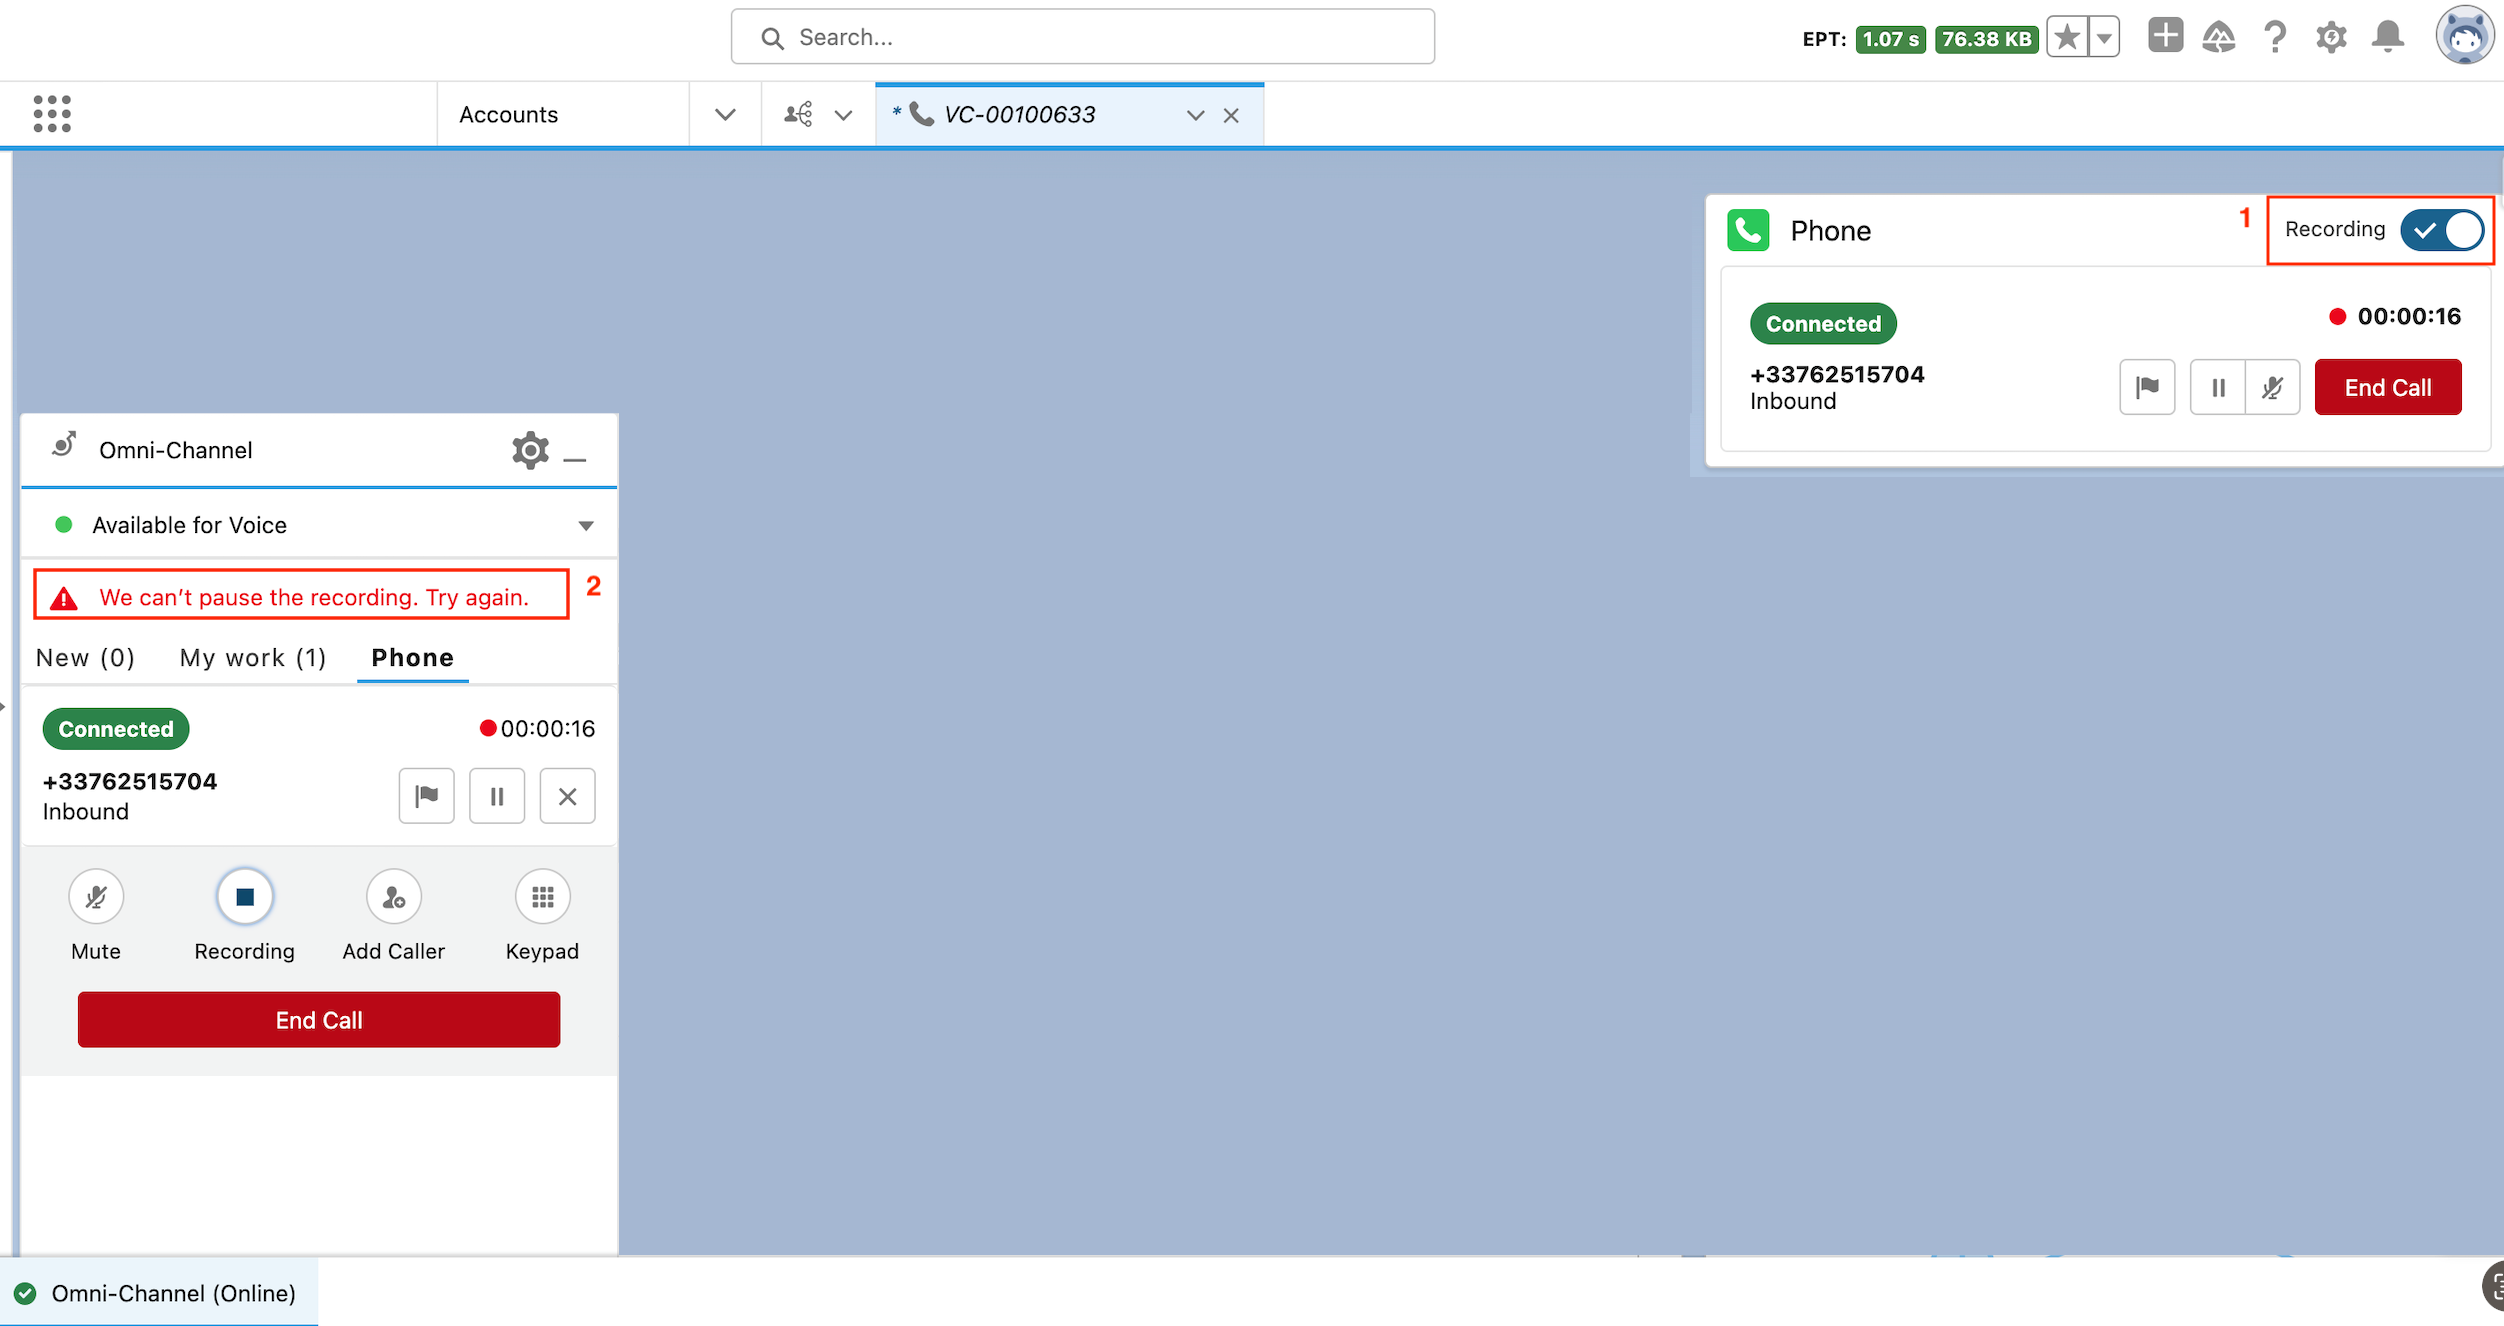 Search...
EPT: 1.07 s 76.38 KB
Accounts
* VC-00100633
Phone
1
Recording
Connected
00:00:16
+33762515704
Inbound
End Call
Omni-Channel
Available for Voice
We can’t pause the recording. Try again.
2
New (0)
My work (1)
Phone
Connected
00:00:16
+33762515704
Inbound
Mute
Recording
Add Caller
Keypad
End Call
Omni-Channel (Online)